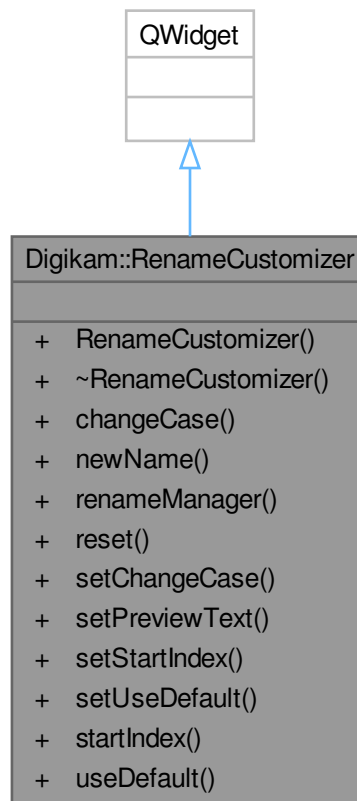 QWidget
Digikam::RenameCustomizer
+ RenameCustomizer()
+ ~RenameCustomizer()
+ changeCase()
+ newName()
+ renameManager()
+ reset()
+ setChangeCase()
+ setPreviewText()
+ setStartIndex()
+ setUseDefault()
+ startIndex()
+ useDefault()